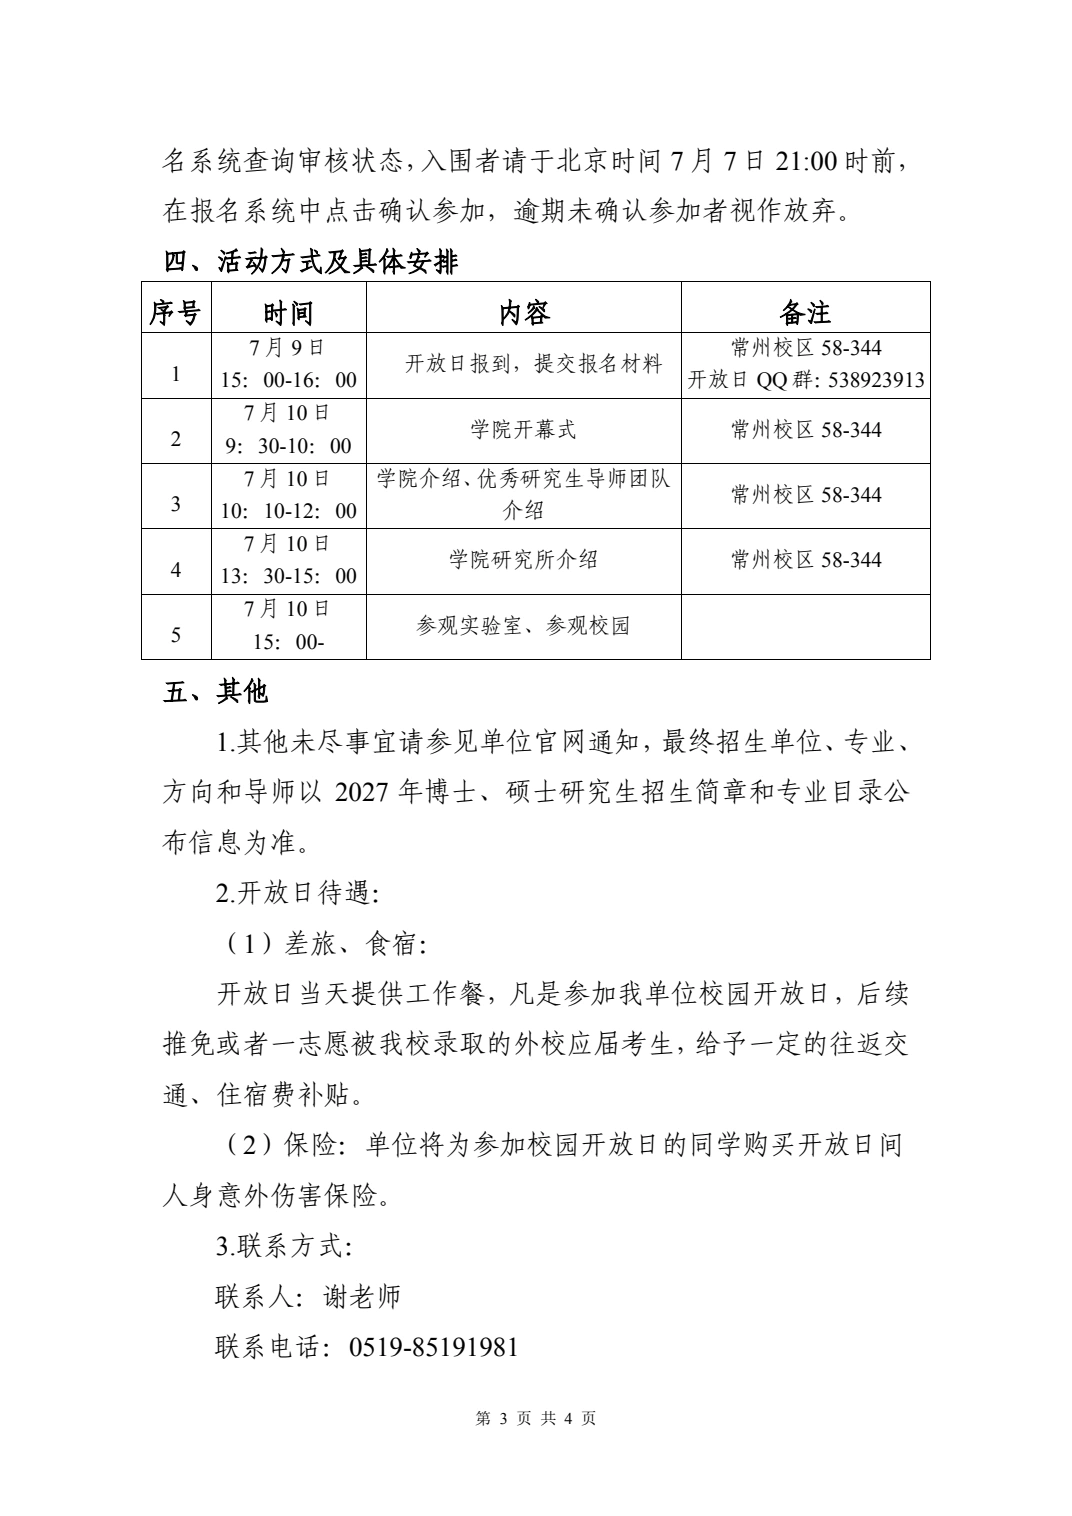 名系统查询审核状态，入围者请于北京时间 7 月 7 日 21:00 时前，
在报名系统中点击确认参加，逾期未确认参加者视作放弃。
四、活动方式及具体安排
序号 时间 内容 备注
1 7 月 9 日 15：00-16：00 开放日报到，提交报名材料 常州校区 58-344 开放日 QQ 群：538923913
2 7 月 10 日 9：30-10：00 学院开幕式 常州校区 58-344
3 7 月 10 日 10：10-12：00 学院介绍、优秀研究生导师团队介绍 常州校区 58-344
4 7 月 10 日 13：30-15：00 学院研究所介绍 常州校区 58-344
5 7 月 10 日 15：00- 参观实验室、参观校园
五、其他
1.其他未尽事宜请参见单位官网通知，最终招生单位、专业、
方向和导师以 2027 年博士、硕士研究生招生简章和专业目录公
布信息为准。
2.开放日待遇：
（1）差旅、食宿：
开放日当天提供工作餐，凡是参加我单位校园开放日，后续
推免或者一志愿被我校录取的外校应届考生，给予一定的往返交
通、住宿费补贴。
（2）保险：单位将为参加校园开放日的同学购买开放日间
人身意外伤害保险。
3.联系方式：
联系人：谢老师
联系电话：0519-85191981
第 3 页 共 4 页